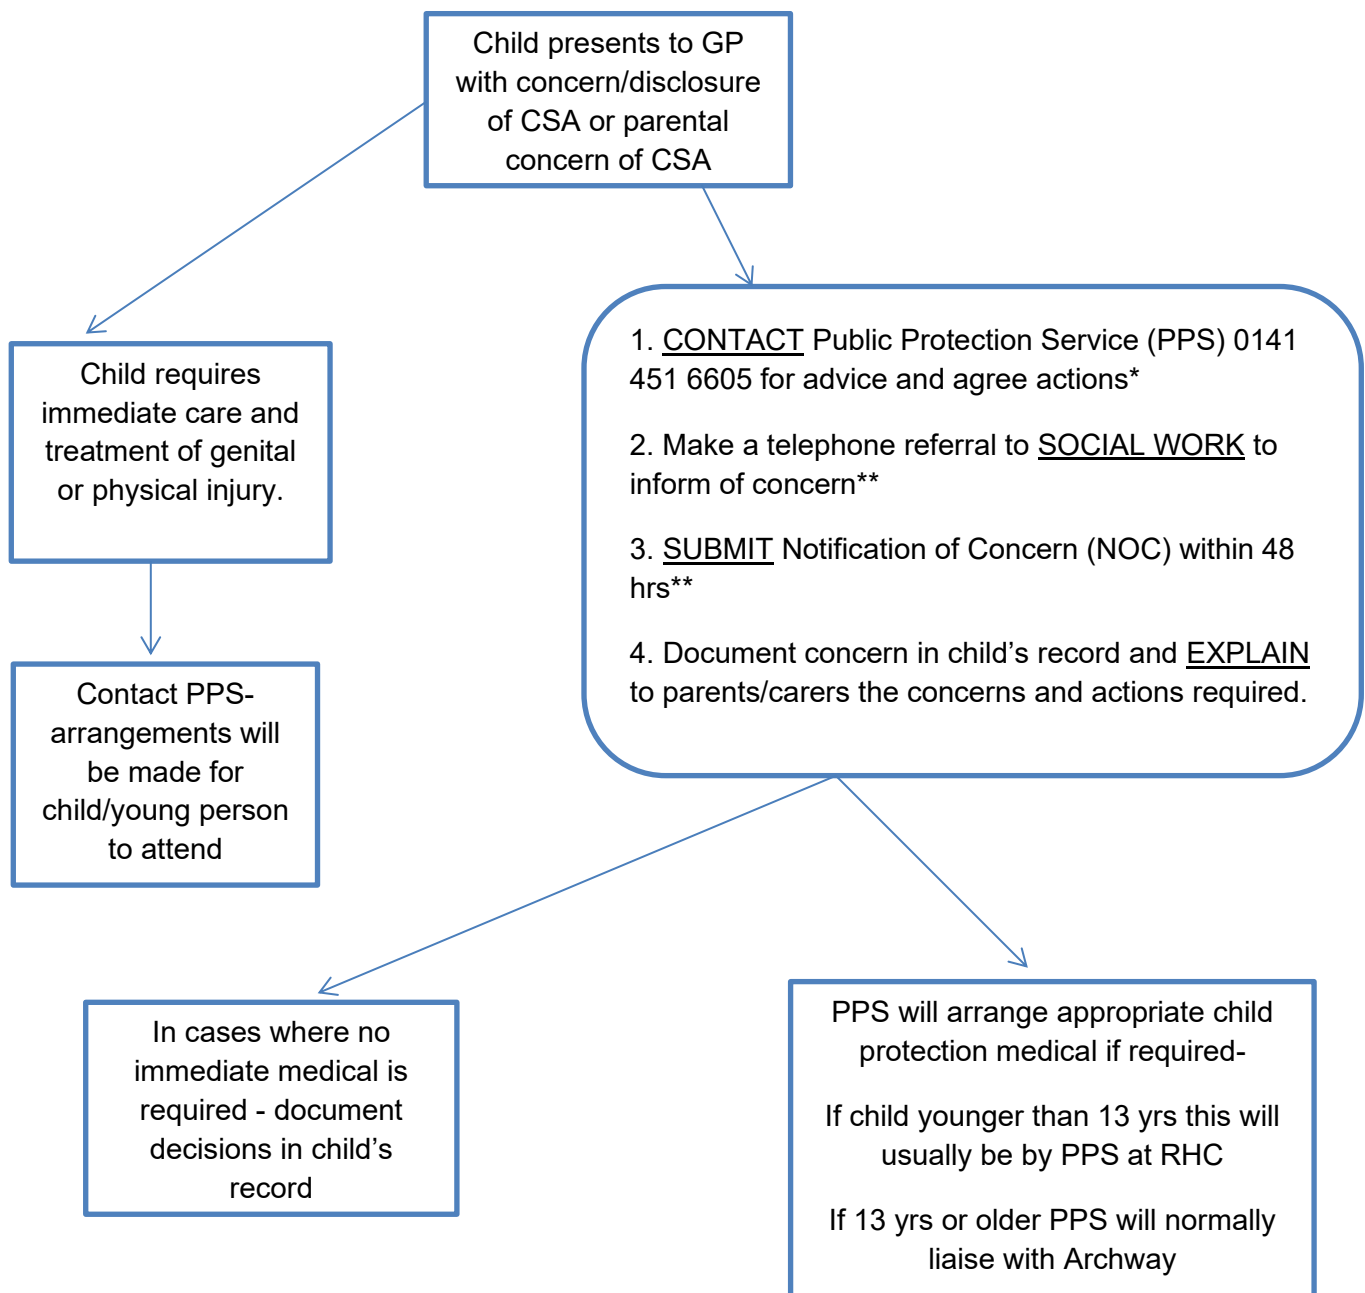 Child presents to GP
with concern/disclosure
of CSA or parental
concern of CSA
Child requires
immediate care and
treatment of genital
or physical injury.
Contact PPS-
arrangements will
be made for
child/young person
to attend
1. CONTACT Public Protection Service (PPS) 0141
451 6605 for advice and agree actions*
2. Make a telephone referral to SOCIAL WORK to
inform of concern**
3. SUBMIT Notification of Concern (NOC) within 48
hrs**
4. Document concern in child’s record and EXPLAIN
to parents/carers the concerns and actions required.
In cases where no
immediate medical is
required - document
decisions in child’s
record
PPS will arrange appropriate child
protection medical if required-
If child younger than 13 yrs this will
usually be by PPS at RHC
If 13 yrs or older PPS will normally
liaise with Archway